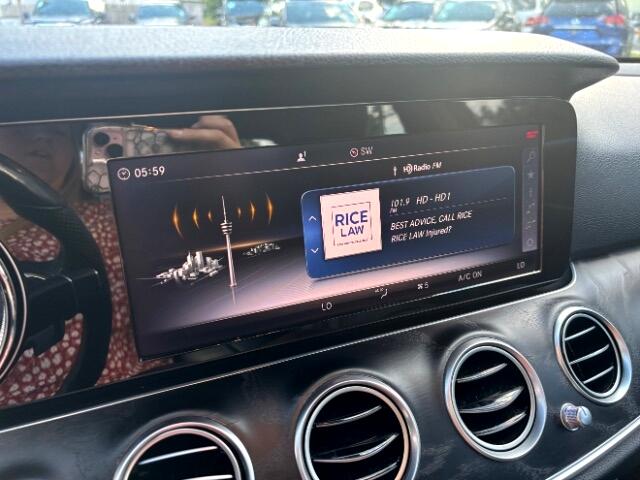 05:59
SW
HD Radio FM
RICE
LAW
101.9 HD - HD1
FM
BEST ADVICE, CALL RICE
RICE LAW Injured?
LO
5
A/C ON
LO